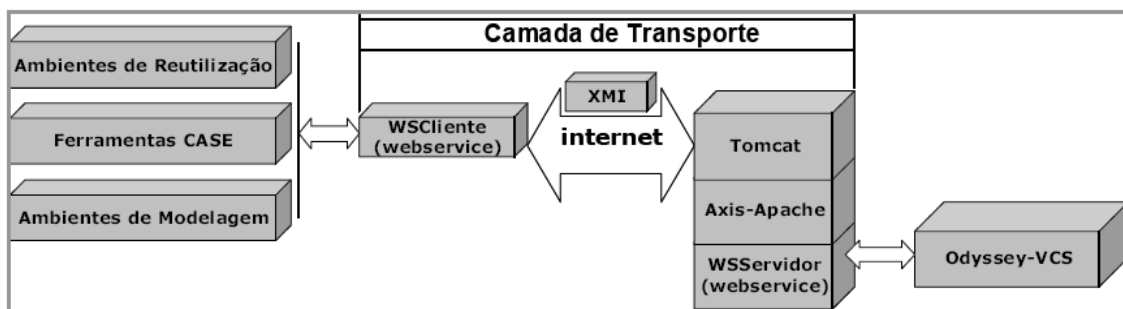 Camada de Transporte
Ambientes de Reutilização
Ferramentas CASE
Ambientes de Modelagem
WSCliente
(webservice)
XMI
internet
Tomcat
Axis-Apache
WSServidor
(webservice)
Odyssey-VCS